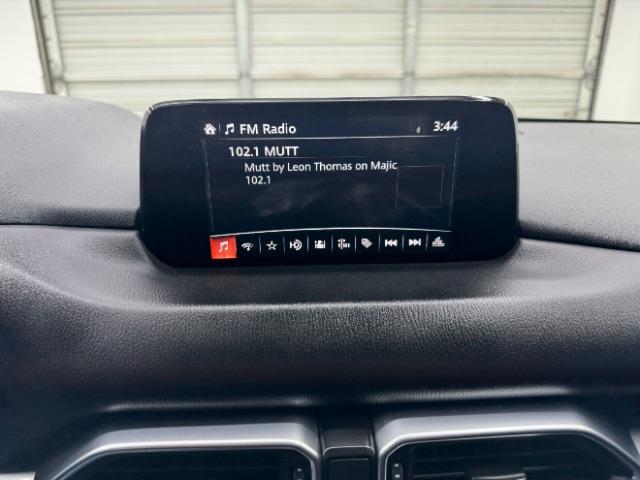 FM Radio
3:44
102.1 MUTT
Mutt by Leon Thomas on Majic
102.1